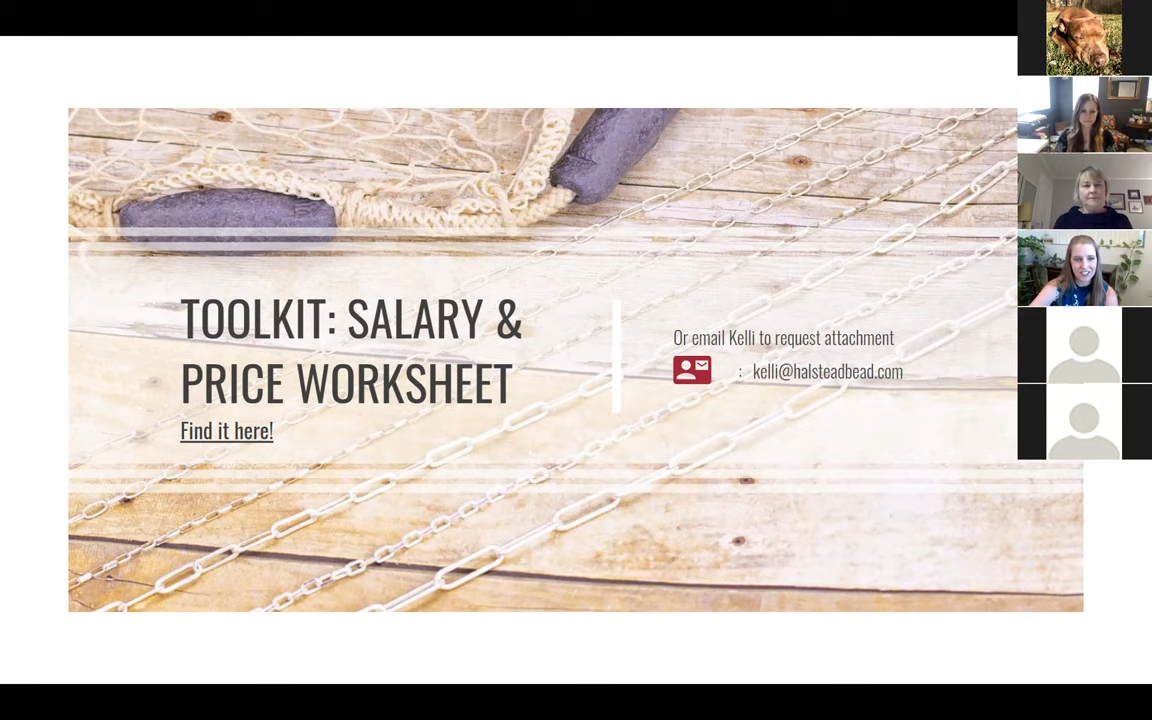 TOOLKIT: SALARY &
PRICE WORKSHEET
Find it here!
Or email Kelli to request attachment
: kelli@halsteadbead.com